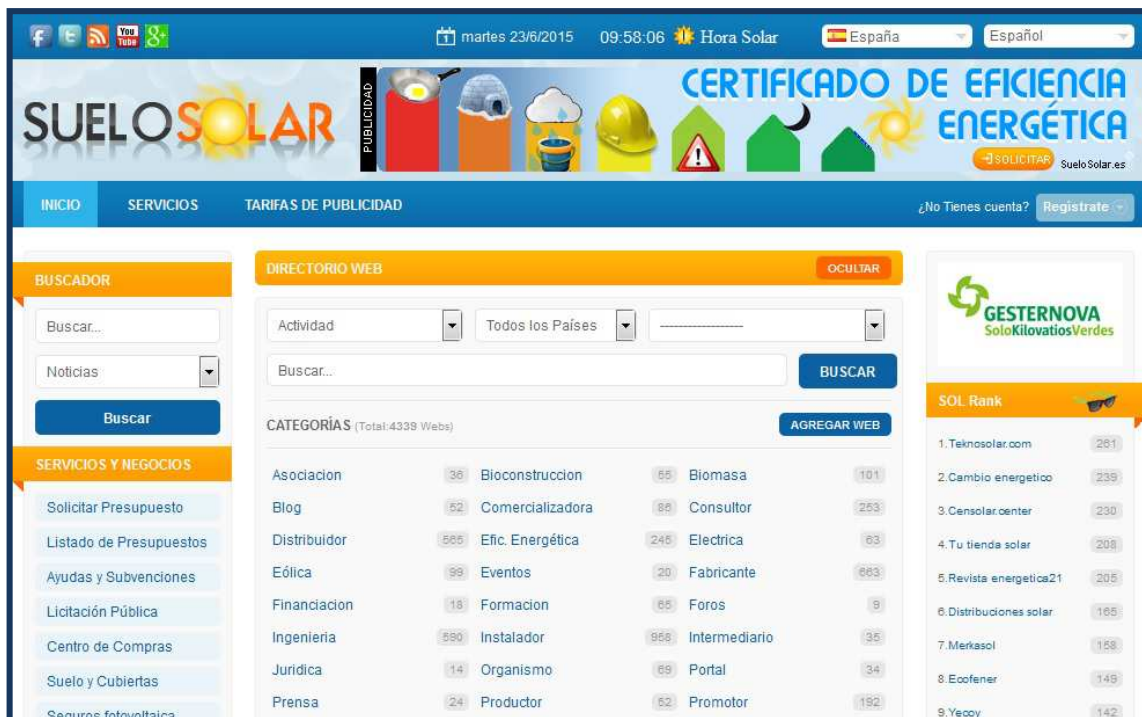 You Tube
martes 23/6/2015 09:58:06 Hora Solar España Español
SUELOSOLAR
PUBLICIDAD
CERTIFICADO DE EFICIENCIA
ENERGÉTICA
SOLICITAR SueloSolar.es
INICIO SERVICIOS TARIFAS DE PUBLICIDAD ¿No Tienes cuenta? Registrate
BUSCADOR
Buscar...
Noticias
Buscar
SERVICIOS Y NEGOCIOS
Solicitar Presupuesto
Listado de Presupuestos
Ayudas y Subvenciones
Licitación Pública
Centro de Compras
Suelo y Cubiertas
Seguros fotovoltaica
DIRECTORIO WEB OCULTAR
Actividad Todos los Países -------------------
Buscar... BUSCAR
CATEGORÍAS (Total:4339 Webs) AGREGAR WEB
Asociacion 36 Bioconstruccion 55 Biomasa 101
Blog 52 Comercializadora 86 Consultor 253
Distribuidor 565 Efic. Energética 245 Electrica 63
Eólica 99 Eventos 20 Fabricante 663
Financiacion 18 Formacion 65 Foros 9
Ingenieria 590 Instalador 958 Intermediario 35
Juridica 14 Organismo 69 Portal 34
Prensa 24 Productor 52 Promotor 192
GESTERNOVA
SoloKilovatiosVerdes
SOL Rank
1.Teknosolar.com 261
2.Cambio energetico 239
3.Censolar.center 230
4.Tu tienda solar 208
5.Revista energetica21 205
6.Distribuciones solar 165
7.Merkasol 158
8.Ecofener 149
9.Yecoy 142